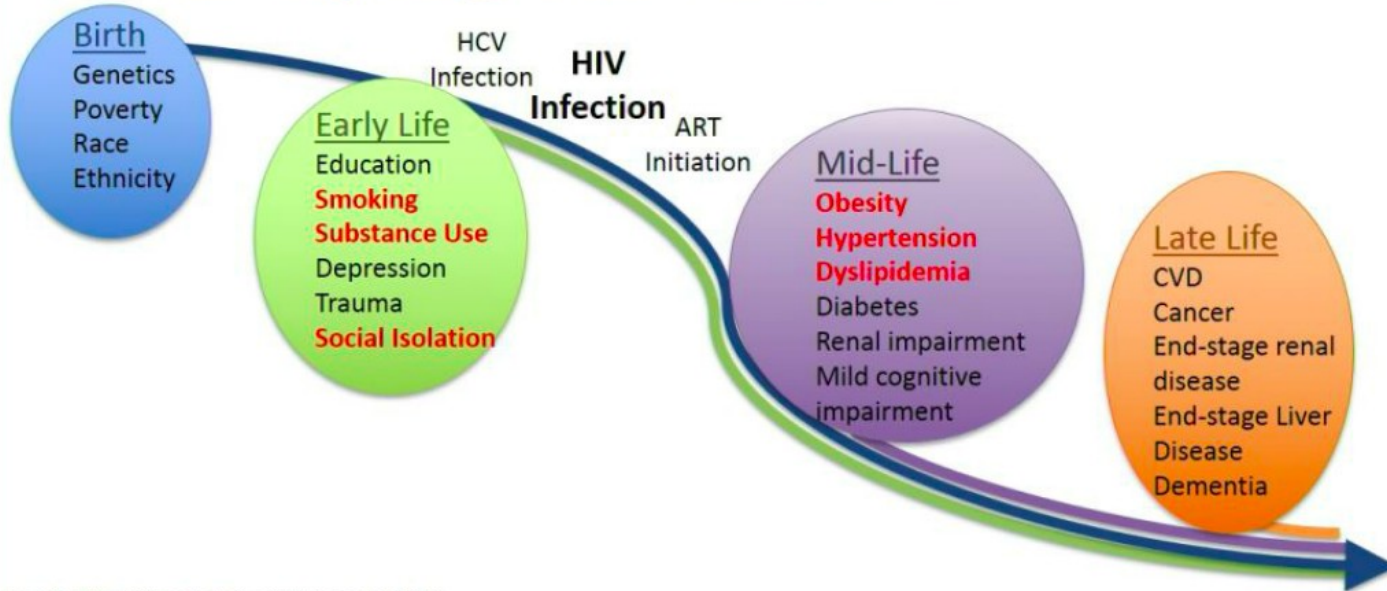 Birth
Genetics
Poverty
Race
Ethnicity
Early Life
Education
Smoking
Substance Use
Depression
Trauma
Social Isolation
HCV
Infection
HIV
Infection
ART
Initiation
Mid-Life
Obesity
Hypertension
Dyslipidemia
Diabetes
Renal impairment
Mild cognitive
impairment
Late Life
CVD
Cancer
End-stage renal
disease
End-stage Liver
Disease
Dementia